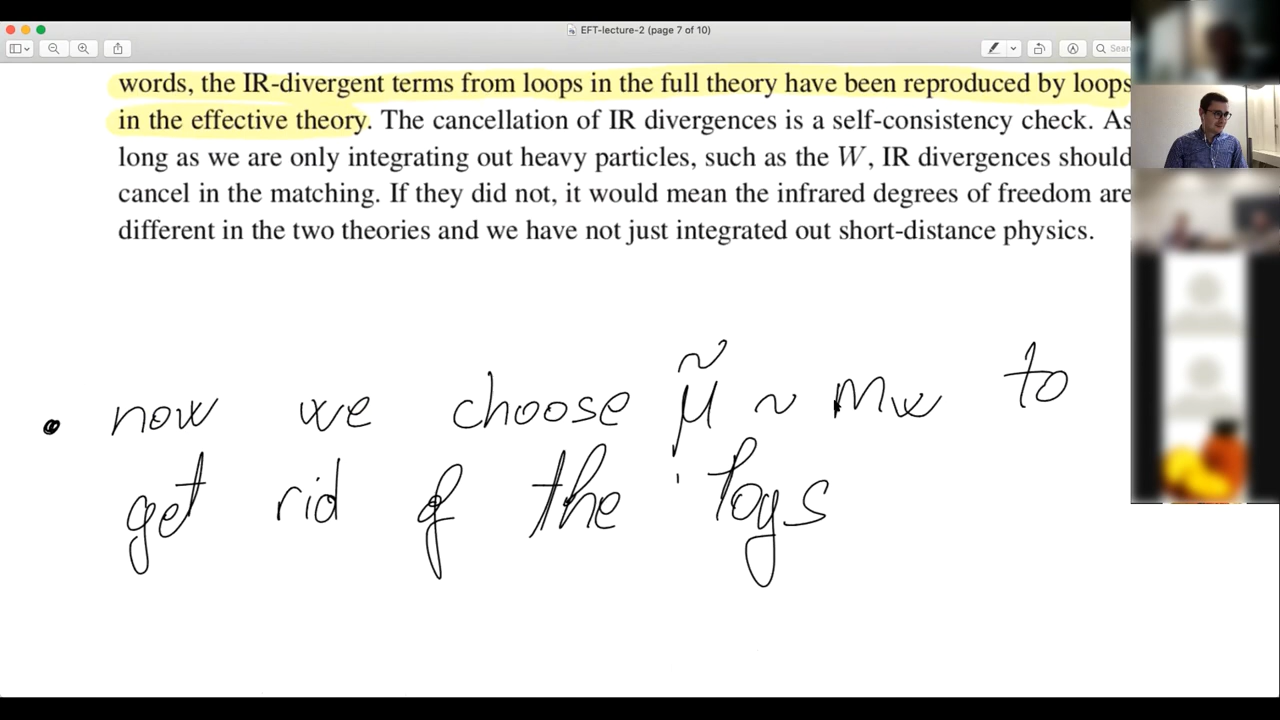 EFT-lecture-2 (page 7 of 10)
words, the IR-divergent terms from loops in the full theory have been reproduced by loops
in the effective theory. The cancellation of IR divergences is a self-consistency check. As
long as we are only integrating out heavy particles, such as the W, IR divergences should
cancel in the matching. If they did not, it would mean the infrared degrees of freedom are
different in the two theories and we have not just integrated out short-distance physics.
• now we choose μ̃ ~ mw to
get rid of the logs